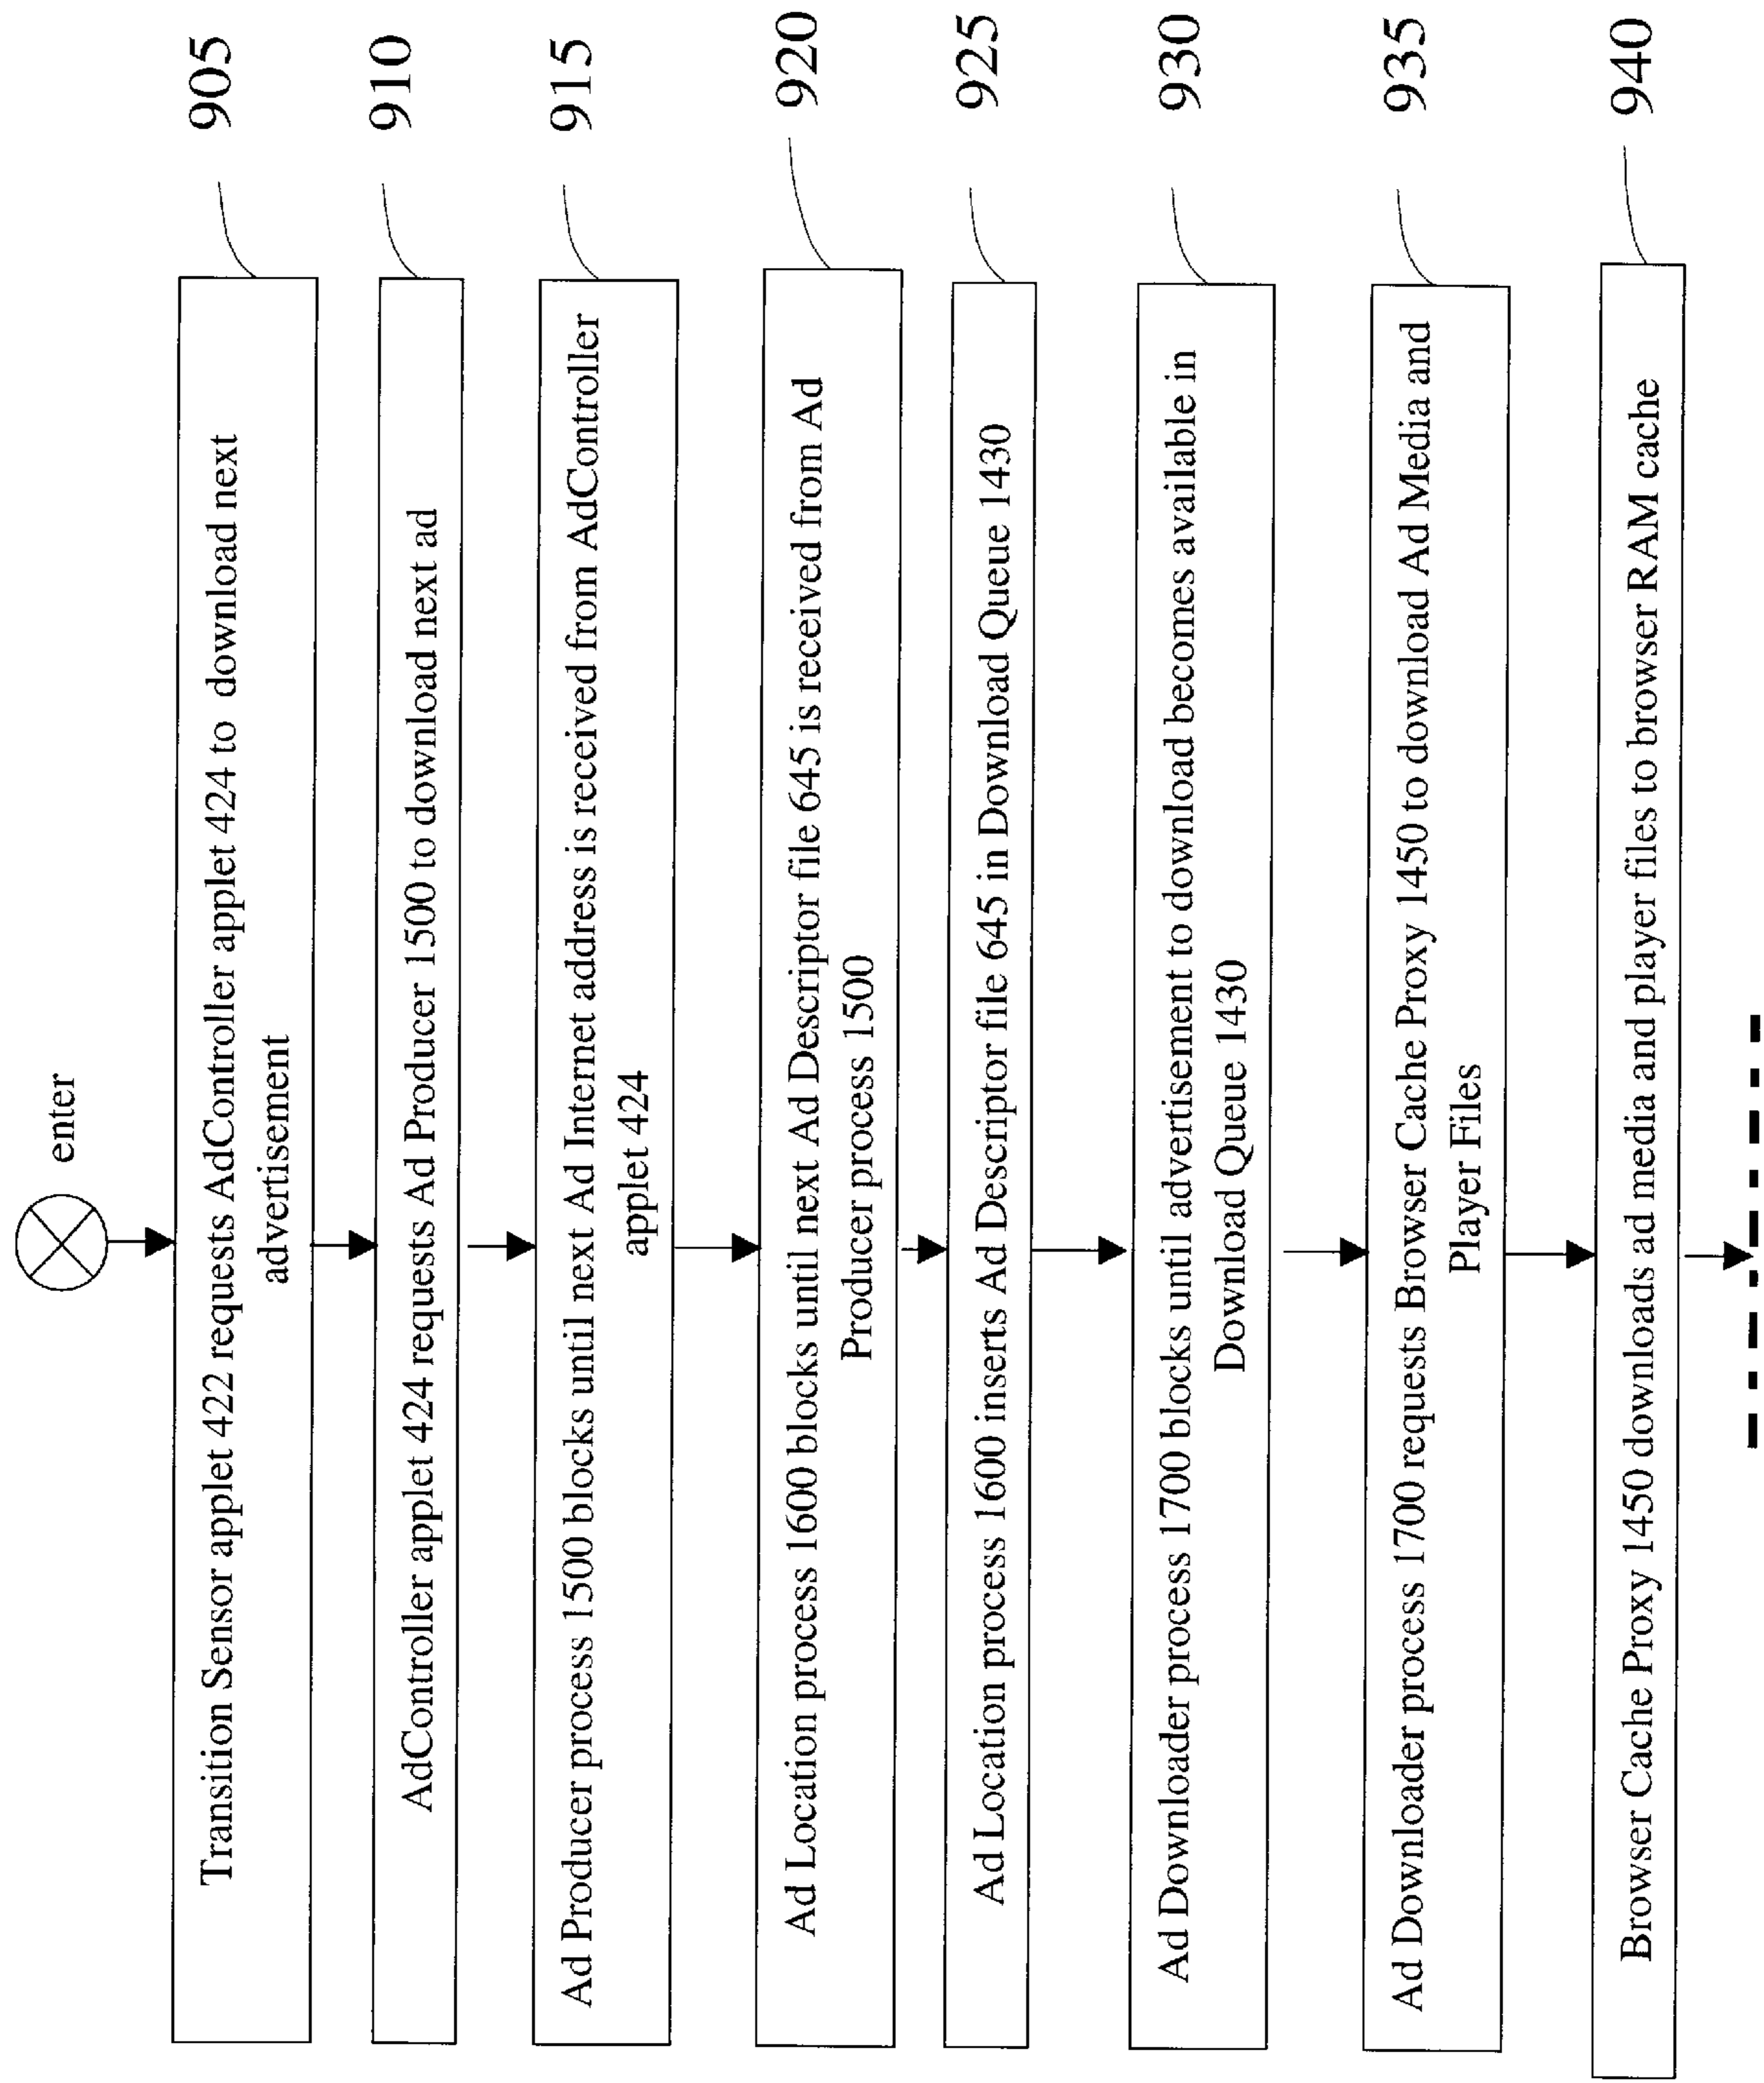 enter
Transition Sensor applet 422 requests AdController applet 424 to download next
advertisement
905
AdController applet 424 requests Ad Producer 1500 to download next ad
910
Ad Producer process 1500 blocks until next Ad Internet address is received from AdController
applet 424
915
Ad Location process 1600 blocks until next Ad Descriptor file 645 is received from Ad
Producer process 1500
920
Ad Location process 1600 inserts Ad Descriptor file 645 in Download Queue 1430
925
Ad Downloader process 1700 blocks until advertisement to download becomes available in
Download Queue 1430
930
Ad Downloader process 1700 requests Browser Cache Proxy 1450 to download Ad Media and
Player Files
935
Browser Cache Proxy 1450 downloads ad media and player files to browser RAM cache
940